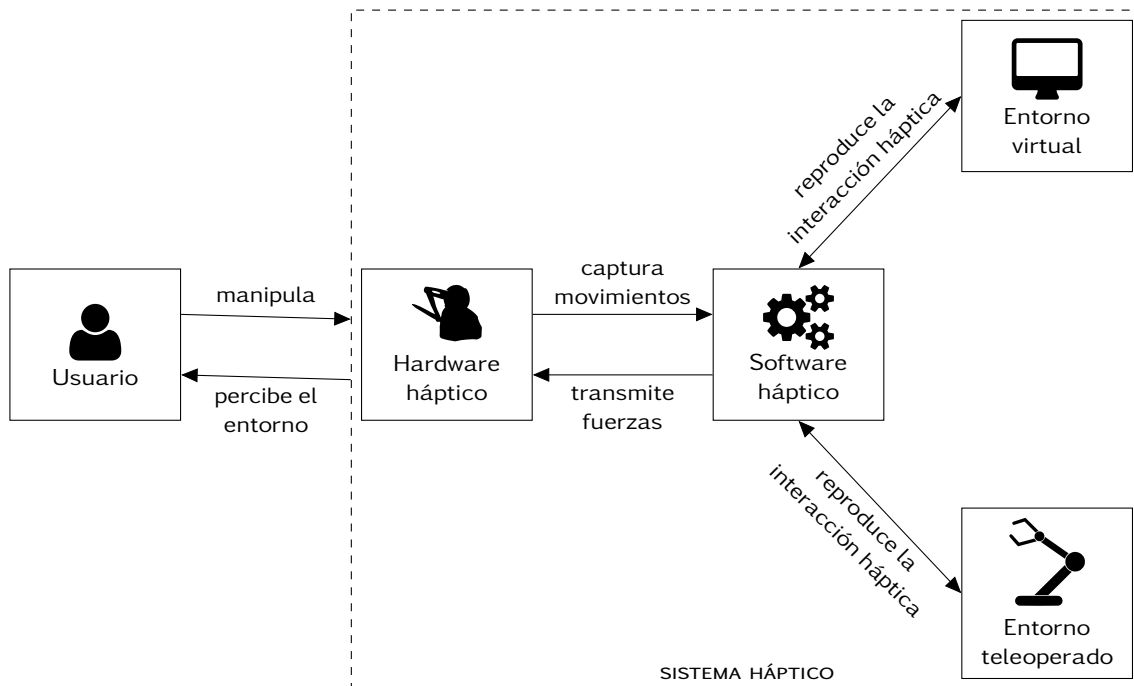 Entorno
virtual
reproduce la
interacción háptica
captura
movimientos
manipula
Usuario
Hardware
háptico
Software
háptico
percibe el
entorno
transmite
fuerzas
reproduce la
interacción háptica
Entorno
teleoperado
SISTEMA HÁPTICO